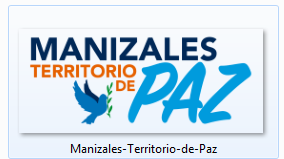 MANIZALES
TERRITORIO
DE PAZ
Manizales-Territorio-de-Paz